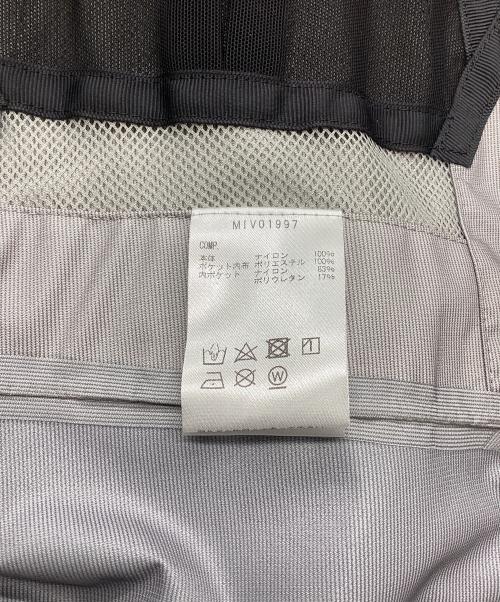 MIV01997
COMP.
本体 ナイロン 100%
ポケット内布 ポリエステル 100%
内ポケット ナイロン 83%
ポリウレタン 17%
W